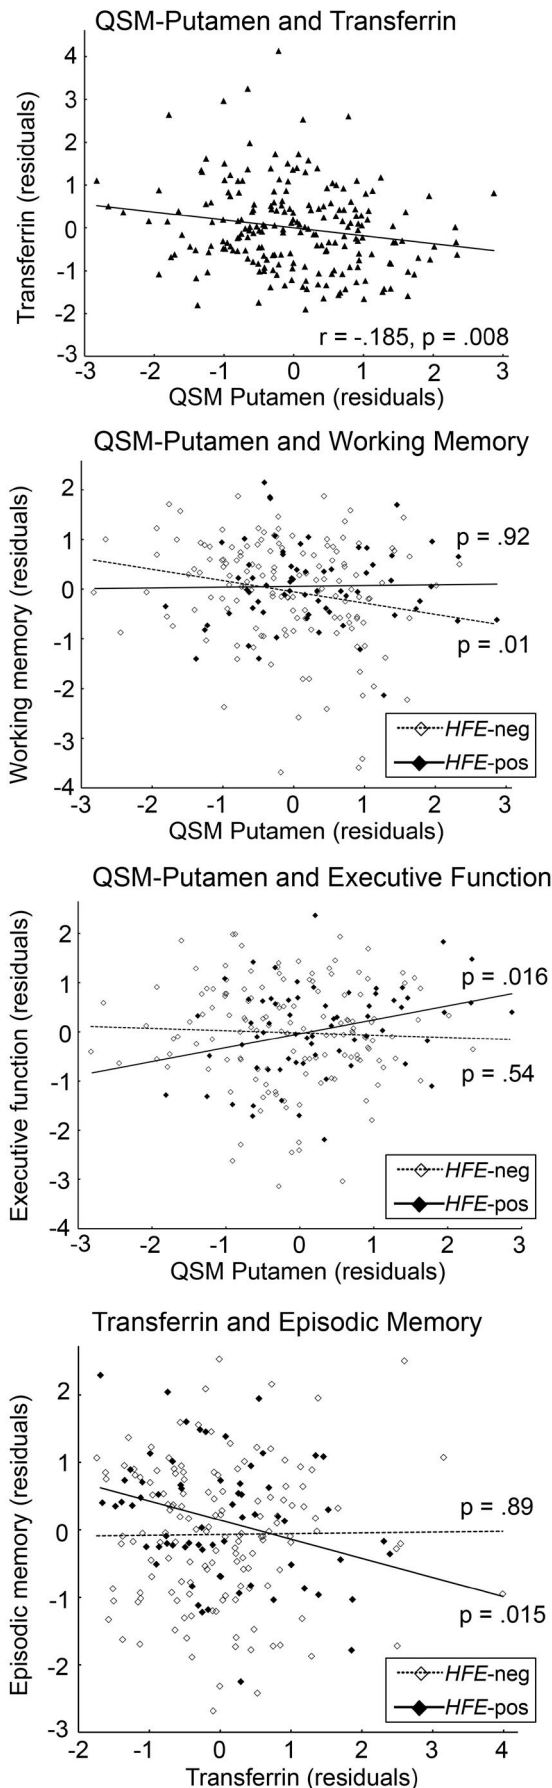 QSM-Putamen and Transferrin
Transferrin (residuals)
4
3
2
1
0
-1
-2
-3
r = -.185, p = .008
-3 -2 -1 0 1 2 3
QSM Putamen (residuals)
QSM-Putamen and Working Memory
Working memory (residuals)
2
1
0
-1
-2
-3
-4
p = .92
p = .01
HFE-neg
HFE-pos
-3 -2 -1 0 1 2 3
QSM Putamen (residuals)
QSM-Putamen and Executive Function
Executive function (residuals)
2
1
0
-1
-2
-3
-4
p = .016
p = .54
HFE-neg
HFE-pos
-3 -2 -1 0 1 2 3
QSM Putamen (residuals)
Transferrin and Episodic Memory
Episodic memory (residuals)
2
1
0
-1
-2
-3
p = .89
p = .015
HFE-neg
HFE-pos
-2 -1 0 1 2 3 4
Transferrin (residuals)